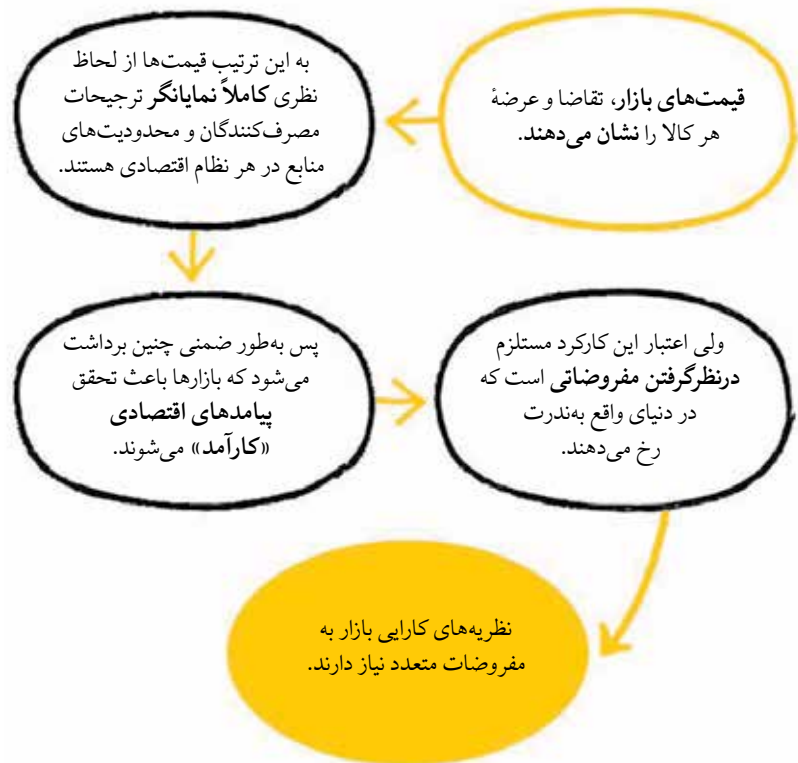 قیمت‌های بازار، تقاضا و عرضهٔ
هر کالا را نشان می‌دهند.
به این ترتیب قیمت‌ها از لحاظ
نظری کاملاً نمایانگر ترجیحات
مصرف‌کنندگان و محدودیت‌های
منابع در هر نظام اقتصادی هستند.
پس به‌طور ضمنی چنین برداشت
می‌شود که بازارها باعث تحقق
پیامدهای اقتصادی
«کارآمد» می‌شوند.
ولی اعتبار این کارکرد مستلزم
درنظرگرفتن مفروضاتی است که
در دنیای واقع به‌ندرت
رخ می‌دهند.
نظریه‌های کارایی بازار به
مفروضات متعدد نیاز دارند.